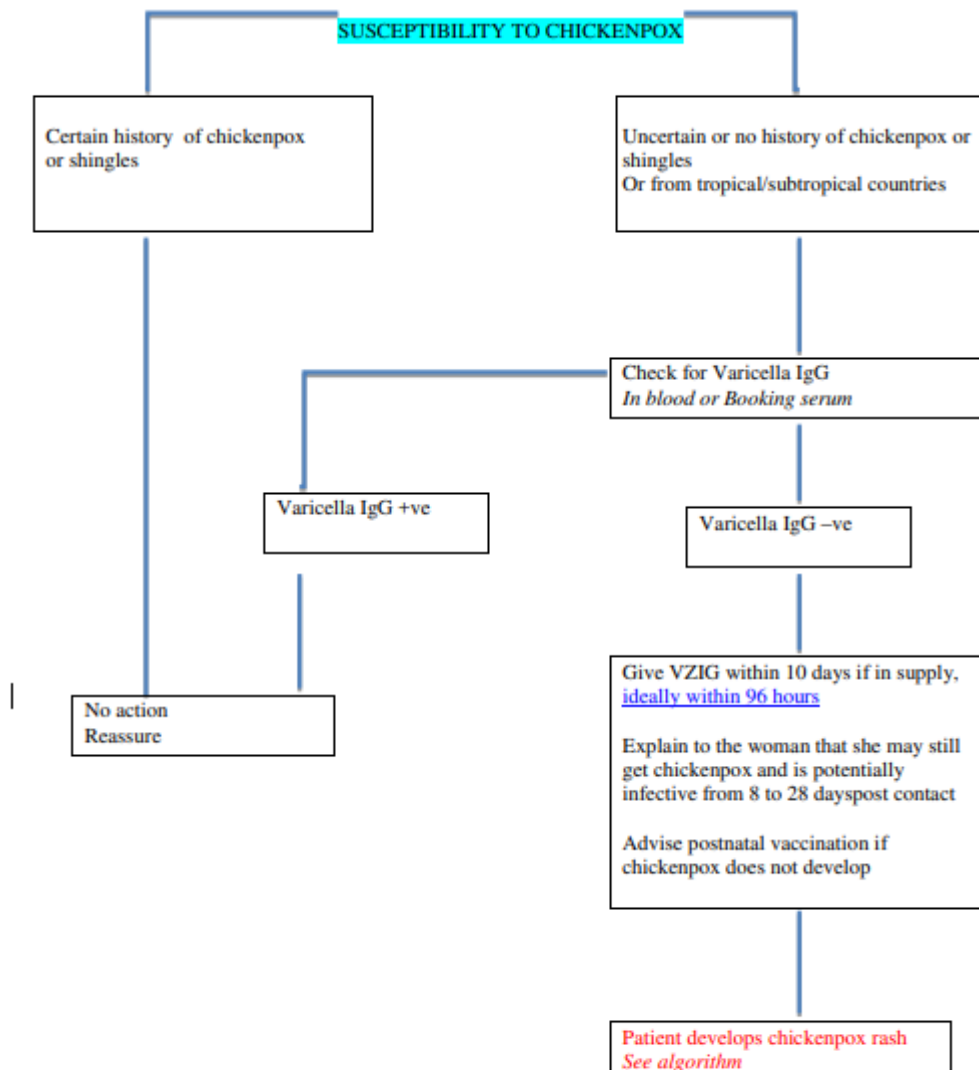 SUSCEPTIBILITY TO CHICKENPOX
Certain history of chickenpox
or shingles
Uncertain or no history of chickenpox or
shingles
Or from tropical/subtropical countries
Check for Varicella IgG
In blood or Booking serum
Varicella IgG +ve
Varicella IgG –ve
No action
Reassure
Give VZIG within 10 days if in supply,
ideally within 96 hours
Explain to the woman that she may still
get chickenpox and is potentially
infective from 8 to 28 dayspost contact
Advise postnatal vaccination if
chickenpox does not develop
Patient develops chickenpox rash
See algorithm